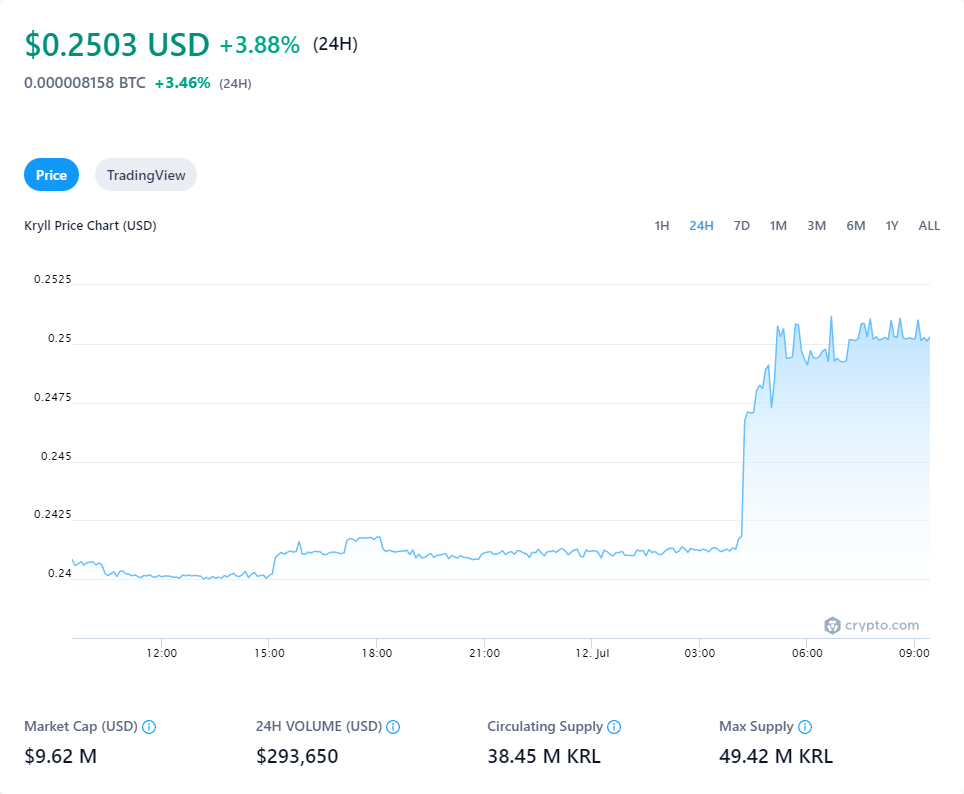 $0.2503 USD +3.88% (24H)
0.000008158 BTC +3.46% (24H)
Price TradingView
Kryll Price Chart (USD) 1H 24H 7D 1M 3M 6M 1Y ALL
0.2525
0.25
0.2475
0.245
0.2425
0.24
crypto.com
12:00 15:00 18:00 21:00 12. Jul 03:00 06:00 09:00
Market Cap (USD) 24H VOLUME (USD) Circulating Supply Max Supply
$9.62 M $293,650 38.45 M KRL 49.42 M KRL